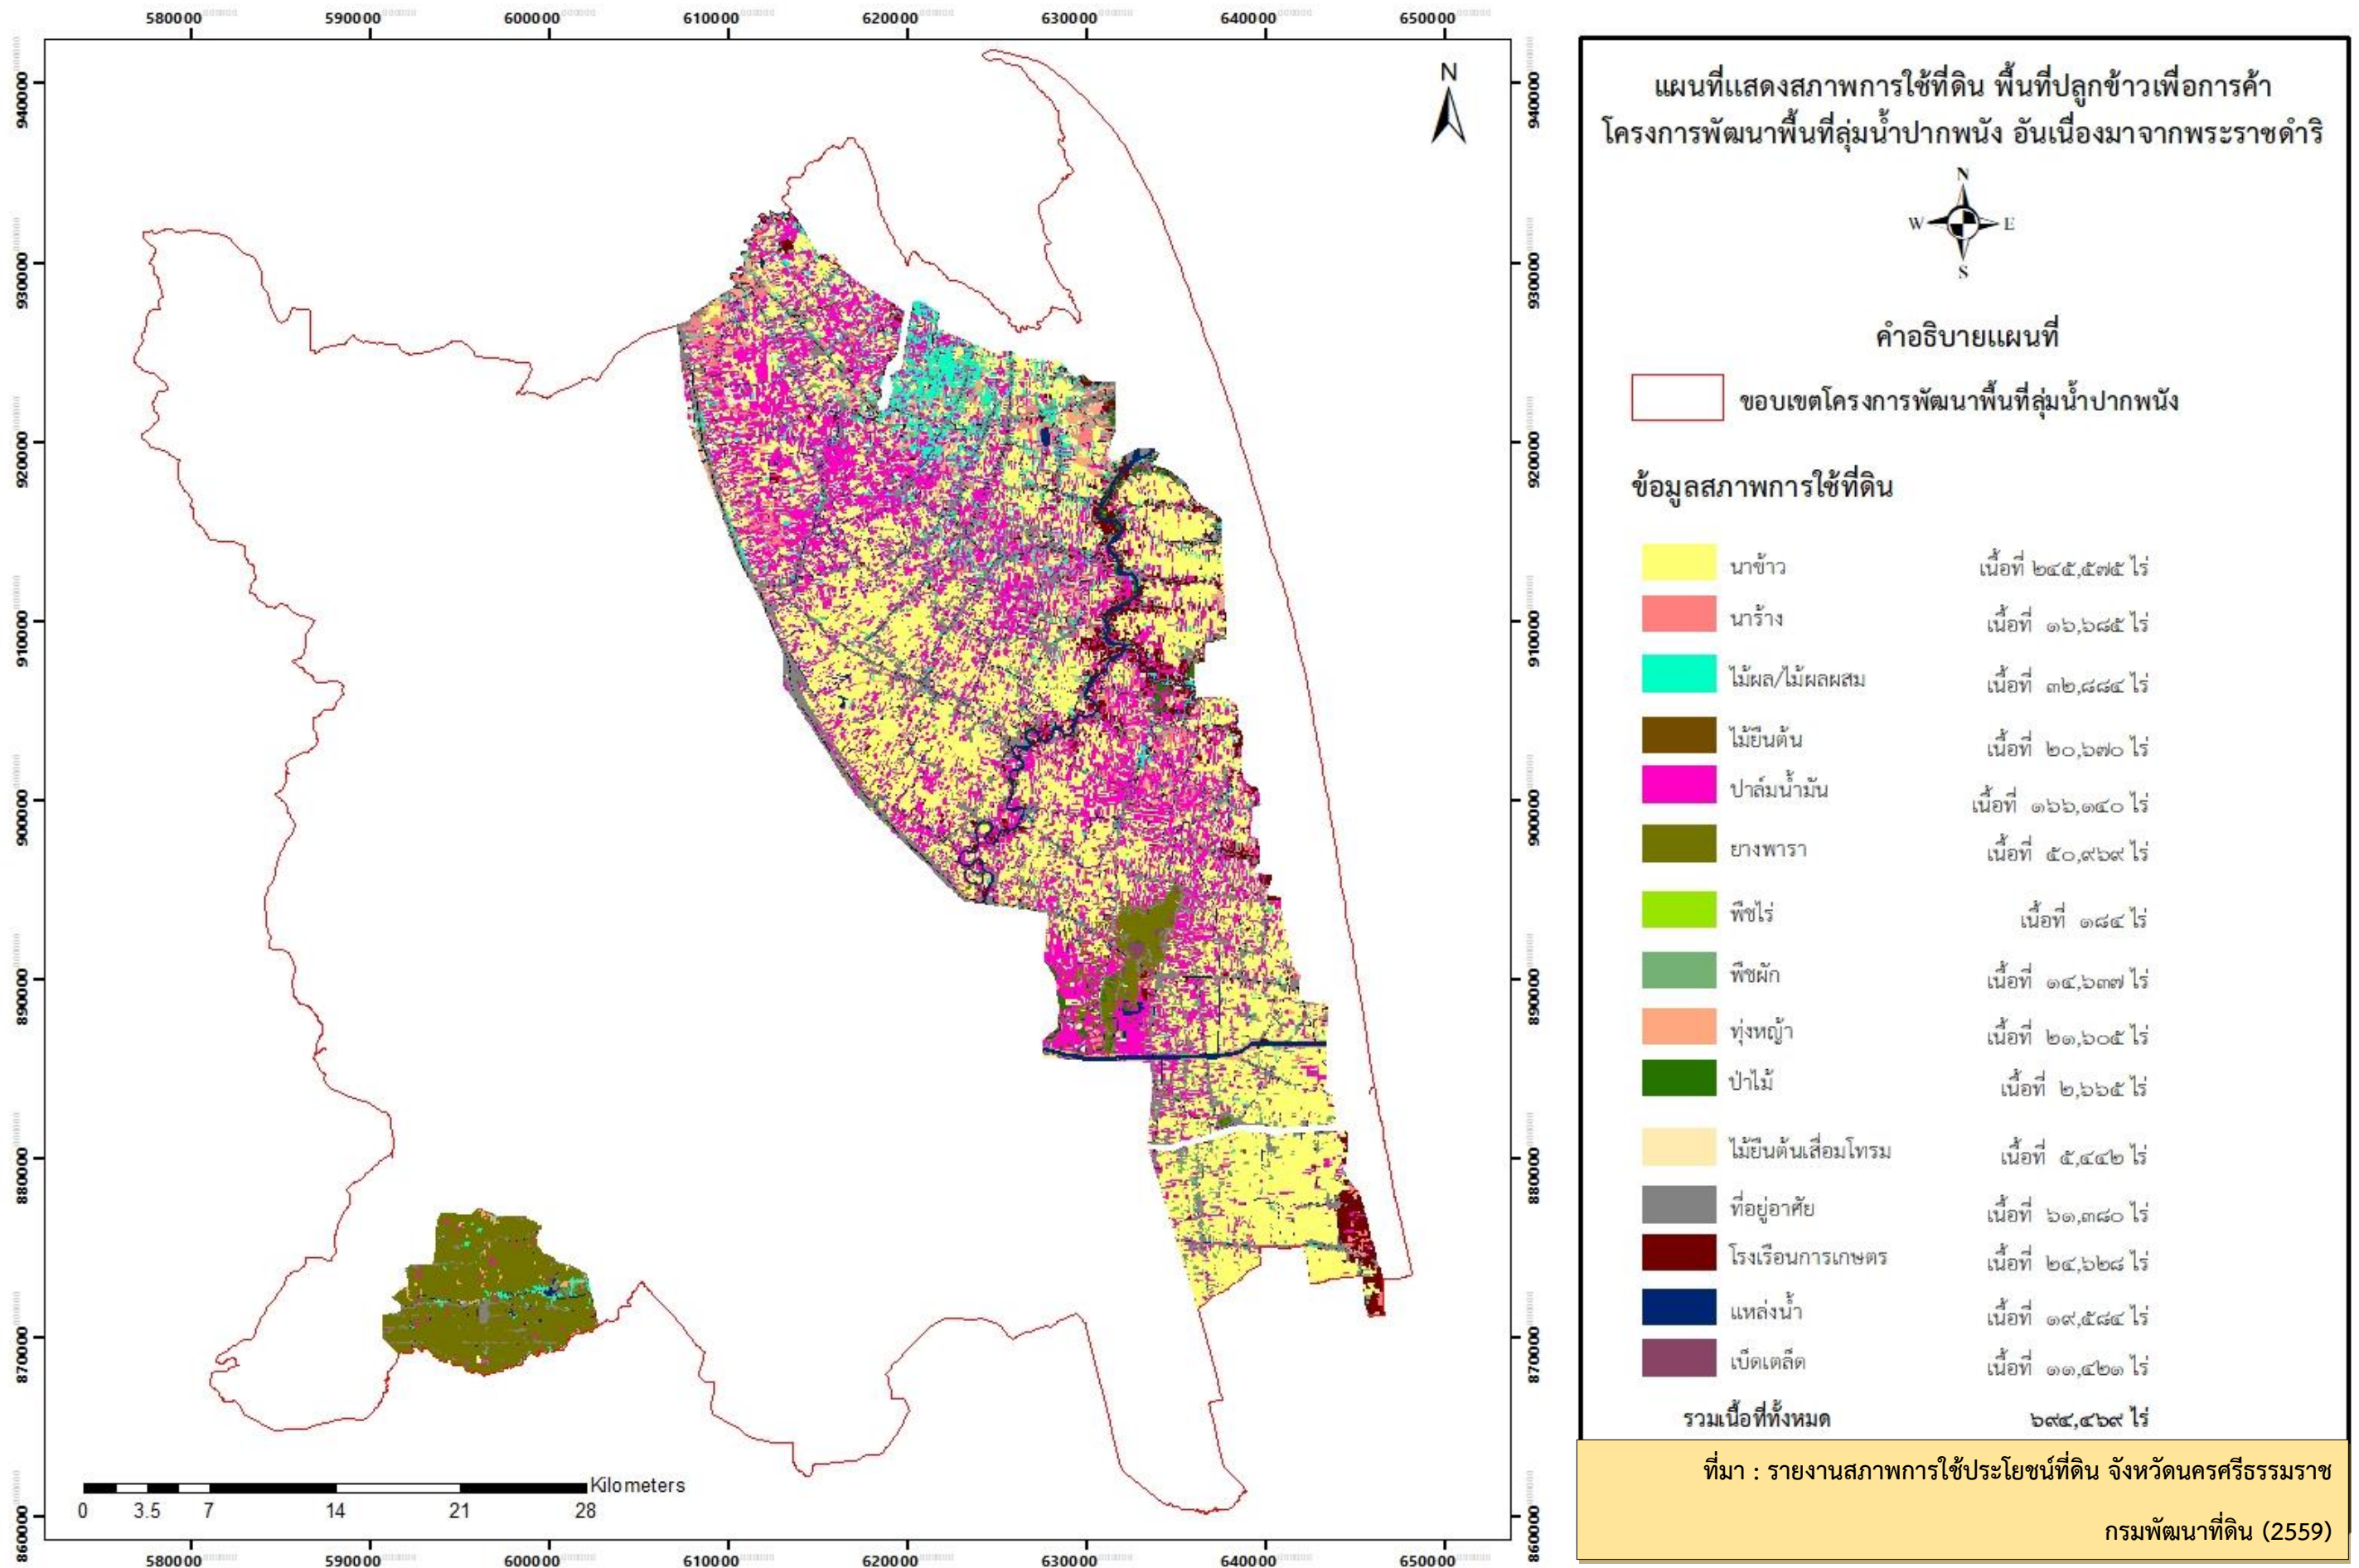 580000 590000 600000 610000 620000 630000 640000 650000
940000
930000
920000
910000
900000
890000
880000
870000
860000
940000
930000
920000
910000
900000
890000
880000
870000
860000
N
Kilometers
0 3.5 7 14 21 28
580000 590000 600000 610000 620000 630000 640000 650000
แผนที่แสดงสภาพการใช้ที่ดิน พื้นที่ปลูกข้าวเพื่อการค้า
โครงการพัฒนาพื้นที่ลุ่มน้ำปากพนัง อันเนื่องมาจากพระราชดำริ
N
W E
S
คำอธิบายแผนที่
ขอบเขตโครงการพัฒนาพื้นที่ลุ่มน้ำปากพนัง
ข้อมูลสภาพการใช้ที่ดิน
นาข้าว เนื้อที่ ๒๔๕,๕๗๕ ไร่
นาร้าง เนื้อที่ ๑๖,๖๘๕ ไร่
ไม้ผล/ไม้ผลผสม เนื้อที่ ๓๒,๘๘๔ ไร่
ไม้ยืนต้น เนื้อที่ ๒๐,๖๗๐ ไร่
ปาล์มน้ำมัน เนื้อที่ ๑๖๖,๑๔๐ ไร่
ยางพารา เนื้อที่ ๕๐,๙๖๙ ไร่
พืชไร่ เนื้อที่ ๑๘๔ ไร่
พืชผัก เนื้อที่ ๑๔,๖๓๗ ไร่
ทุ่งหญ้า เนื้อที่ ๒๑,๖๐๕ ไร่
ป่าไม้ เนื้อที่ ๒,๖๖๕ ไร่
ไม้ยืนต้นเสื่อมโทรม เนื้อที่ ๕,๔๔๒ ไร่
ที่อยู่อาศัย เนื้อที่ ๖๑,๓๘๐ ไร่
โรงเรือนการเกษตร เนื้อที่ ๒๔,๖๒๘ ไร่
แหล่งน้ำ เนื้อที่ ๑๙,๕๘๔ ไร่
เบ็ดเตล็ด เนื้อที่ ๑๑,๔๒๑ ไร่
รวมเนื้อที่ทั้งหมด ๖๙๔,๔๖๙ ไร่
ที่มา : รายงานสภาพการใช้ประโยชน์ที่ดิน จังหวัดนครศรีธรรมราช
กรมพัฒนาที่ดิน (2559)